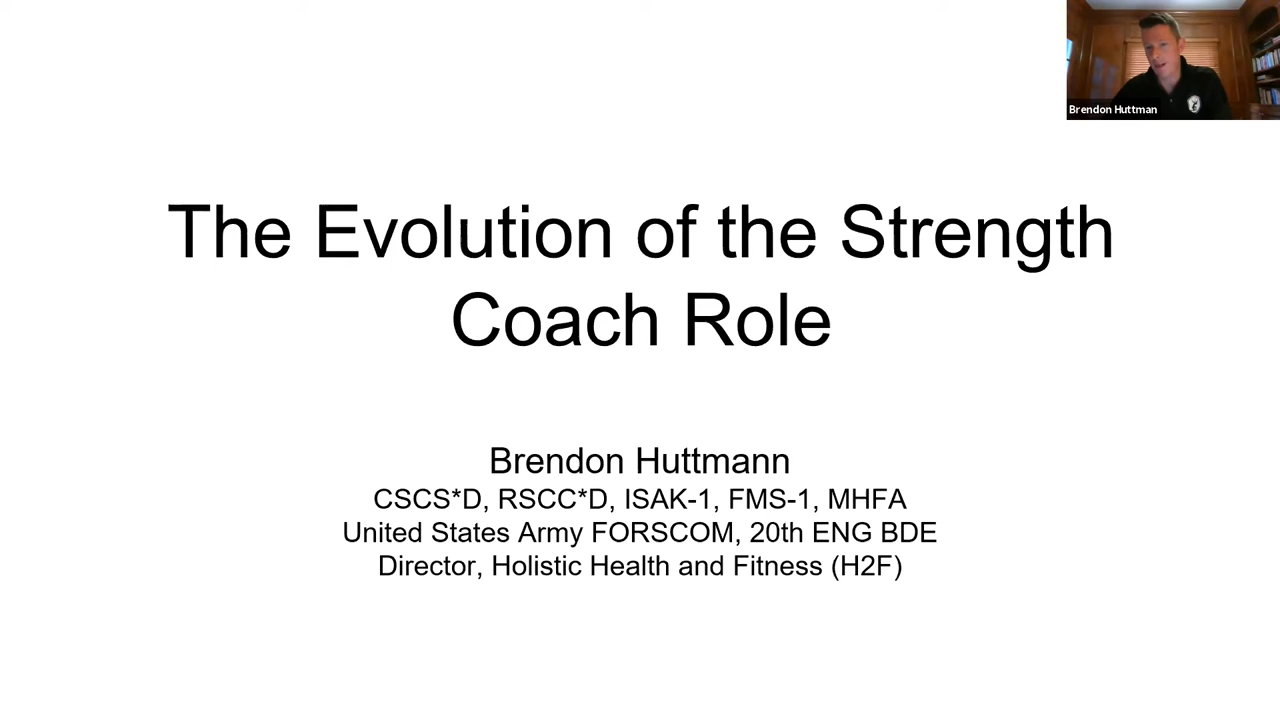 Brendon Huttman
The Evolution of the Strength
Coach Role
Brendon Huttmann
CSCS*D, RSCC*D, ISAK-1, FMS-1, MHFA
United States Army FORSCOM, 20th ENG BDE
Director, Holistic Health and Fitness (H2F)